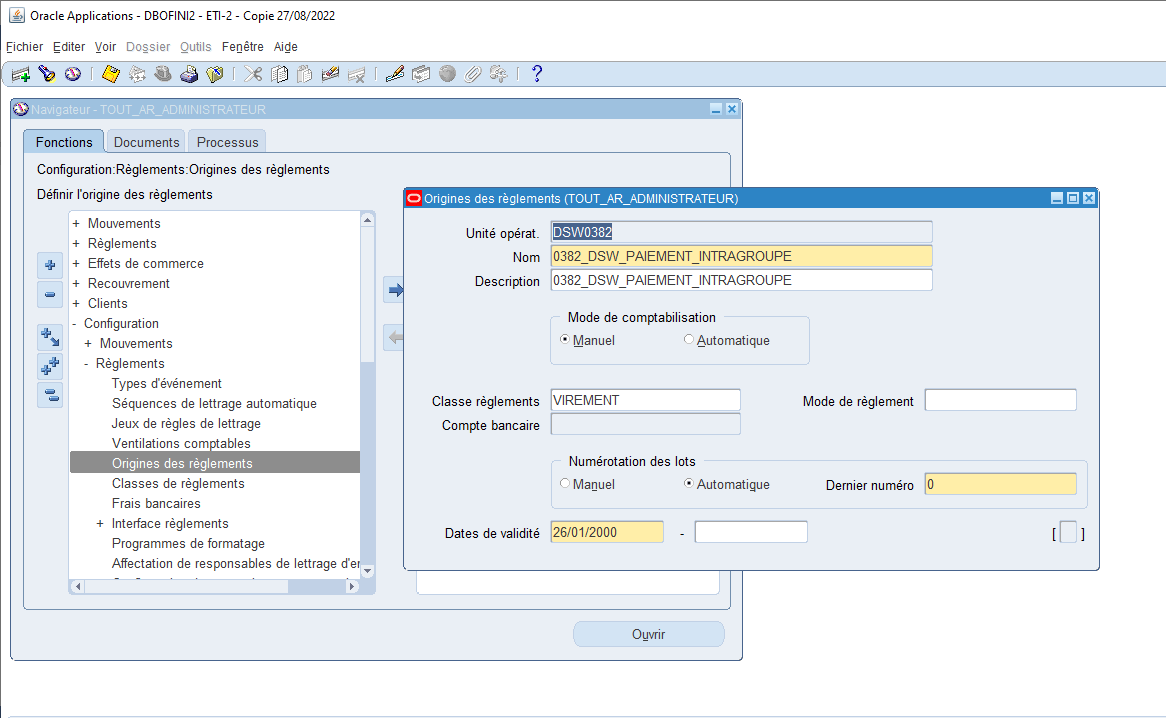 Oracle Applications - DBOFINI2 - ETI-2 - Copie 27/08/2022
Fichier Editer Voir Dossier Outils Fenêtre Aide
Navigateur - TOUT_AR_ADMINISTRATEUR
Fonctions Documents Processus
Configuration:Règlements:Origines des règlements
Définir l'origine des règlements
+ Mouvements
+ Règlements
+ Effets de commerce
+ Recouvrement
+ Clients
- Configuration
+ Mouvements
- Règlements
Types d'événement
Séquences de lettrage automatique
Jeux de règles de lettrage
Ventilations comptables
Origines des règlements
Classes de règlements
Frais bancaires
+ Interface règlements
Programmes de formatage
Affectation de responsables de lettrage d'er
Ouvrir
Origines des règlements (TOUT_AR_ADMINISTRATEUR)
Unité opérat. DSW0382
Nom 0382_DSW_PAIEMENT_INTRAGROUPE
Description 0382_DSW_PAIEMENT_INTRAGROUPE
Mode de comptabilisation
Manuel Automatique
Classe règlements VIREMENT Mode de règlement
Compte bancaire
Numérotation des lots
Manuel Automatique Dernier numéro 0
Dates de validité 26/01/2000 - [ ]